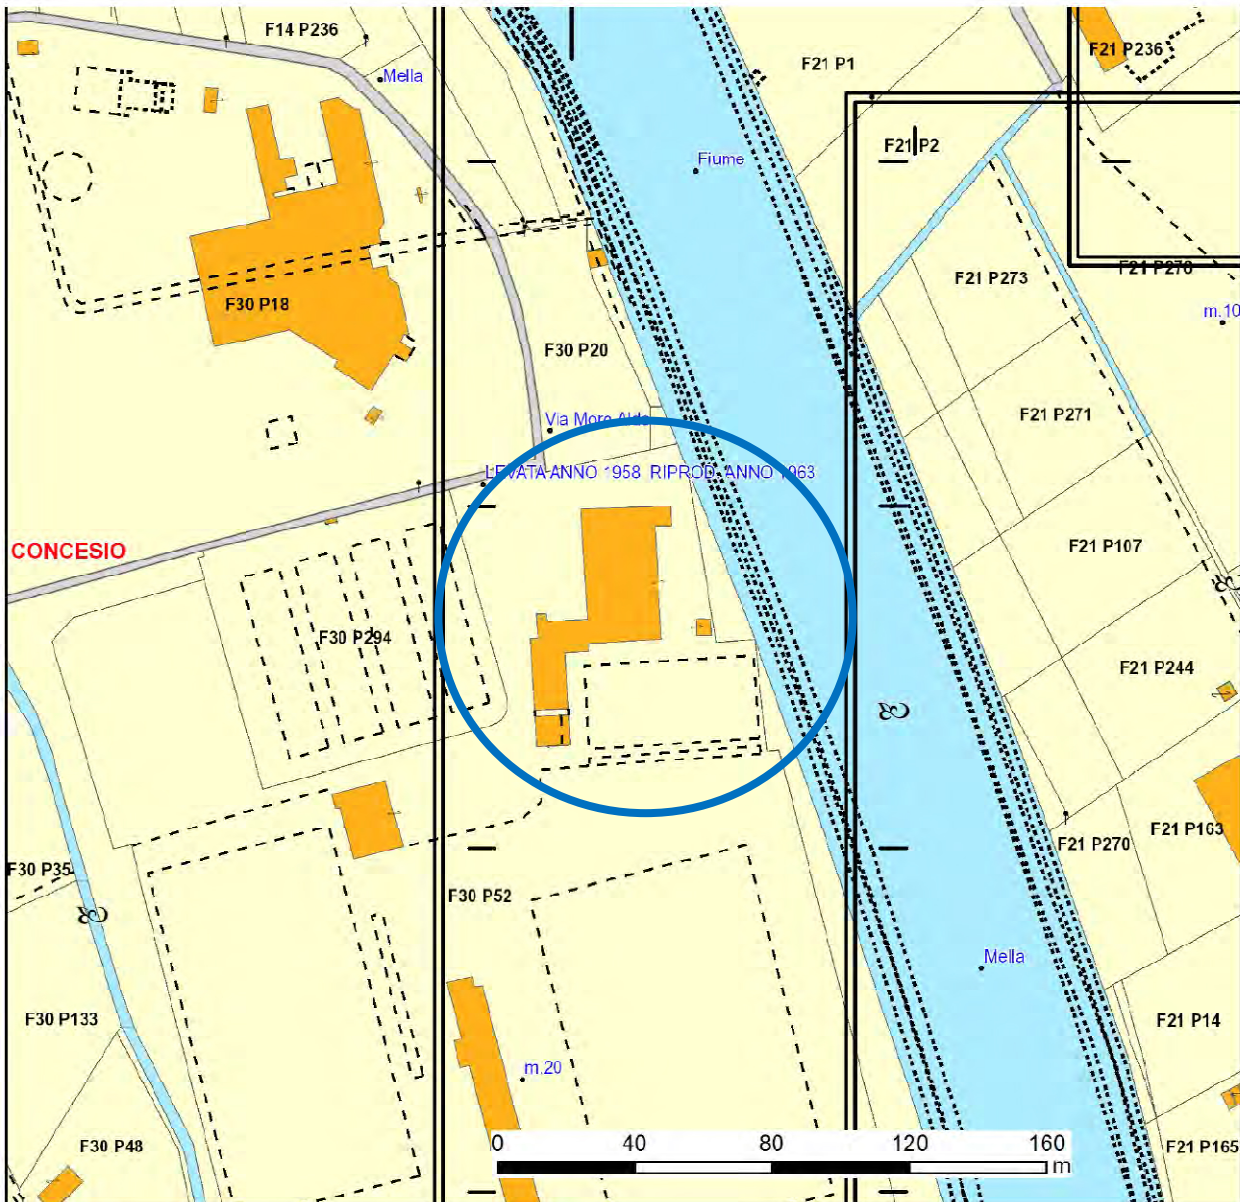 F14 P236
F21 P236
F21 P1
Mella
F21 P2
Fiume
F21 P273
F21 P270
F30 P18
m.10
F30 P20
F21 P271
Via Moro Aldo
LEVATA ANNO 1958 RIPROD. ANNO 1963
CONCESIO
F21 P107
F30 P294
F21 P244
F21 P163
F21 P270
F30 P35
F30 P52
Mella
F30 P133
F21 P14
m.20
F30 P48
F21 P165
0 40 80 120 160
m